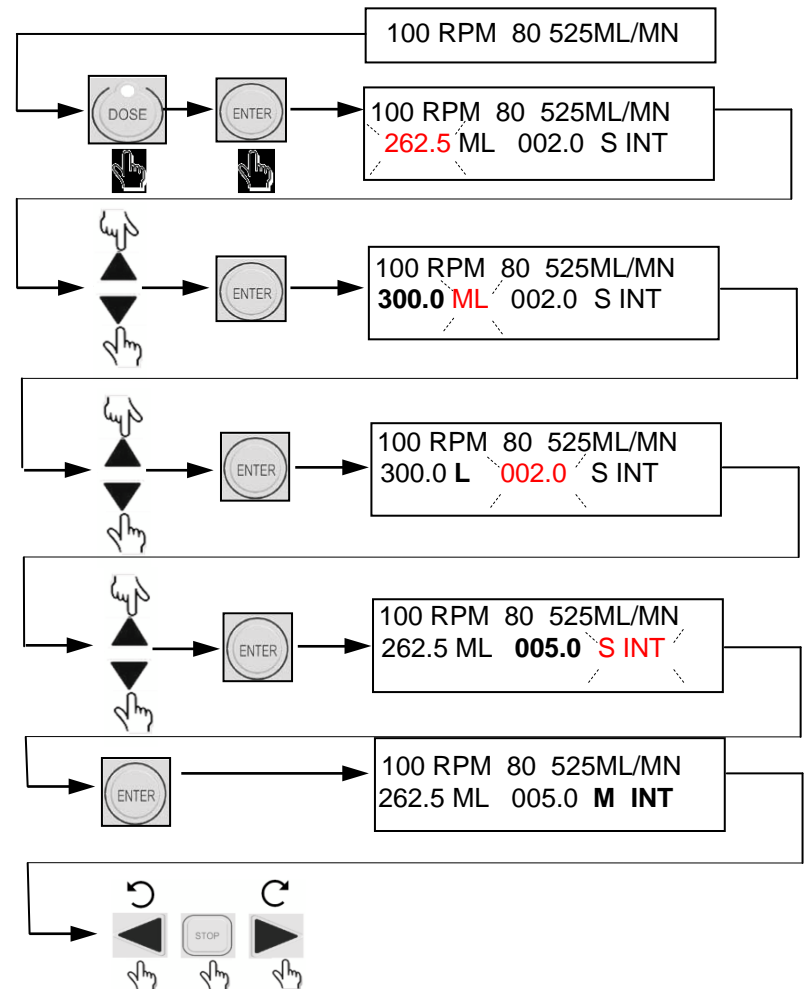 100 RPM 80 525ML/MN
DOSE
ENTER
100 RPM 80 525ML/MN
262.5 ML 002.0 S INT
ENTER
100 RPM 80 525ML/MN
300.0 ML 002.0 S INT
ENTER
100 RPM 80 525ML/MN
300.0 L 002.0 S INT
ENTER
100 RPM 80 525ML/MN
262.5 ML 005.0 S INT
ENTER
100 RPM 80 525ML/MN
262.5 ML 005.0 M INT
STOP